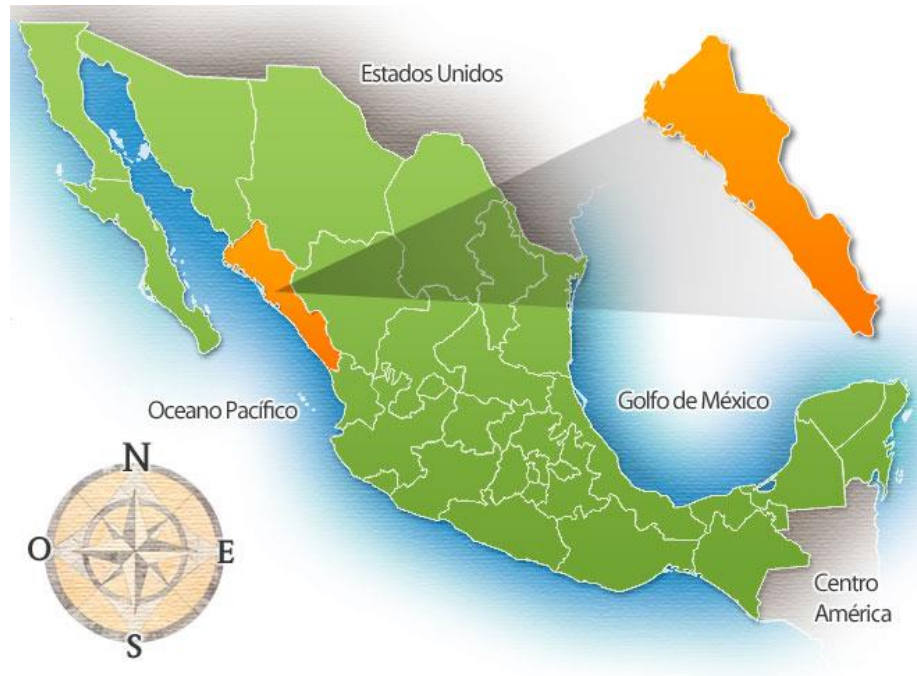 Estados Unidos
Oceano Pacífico
Golfo de México
N
O
E
S
Centro
América